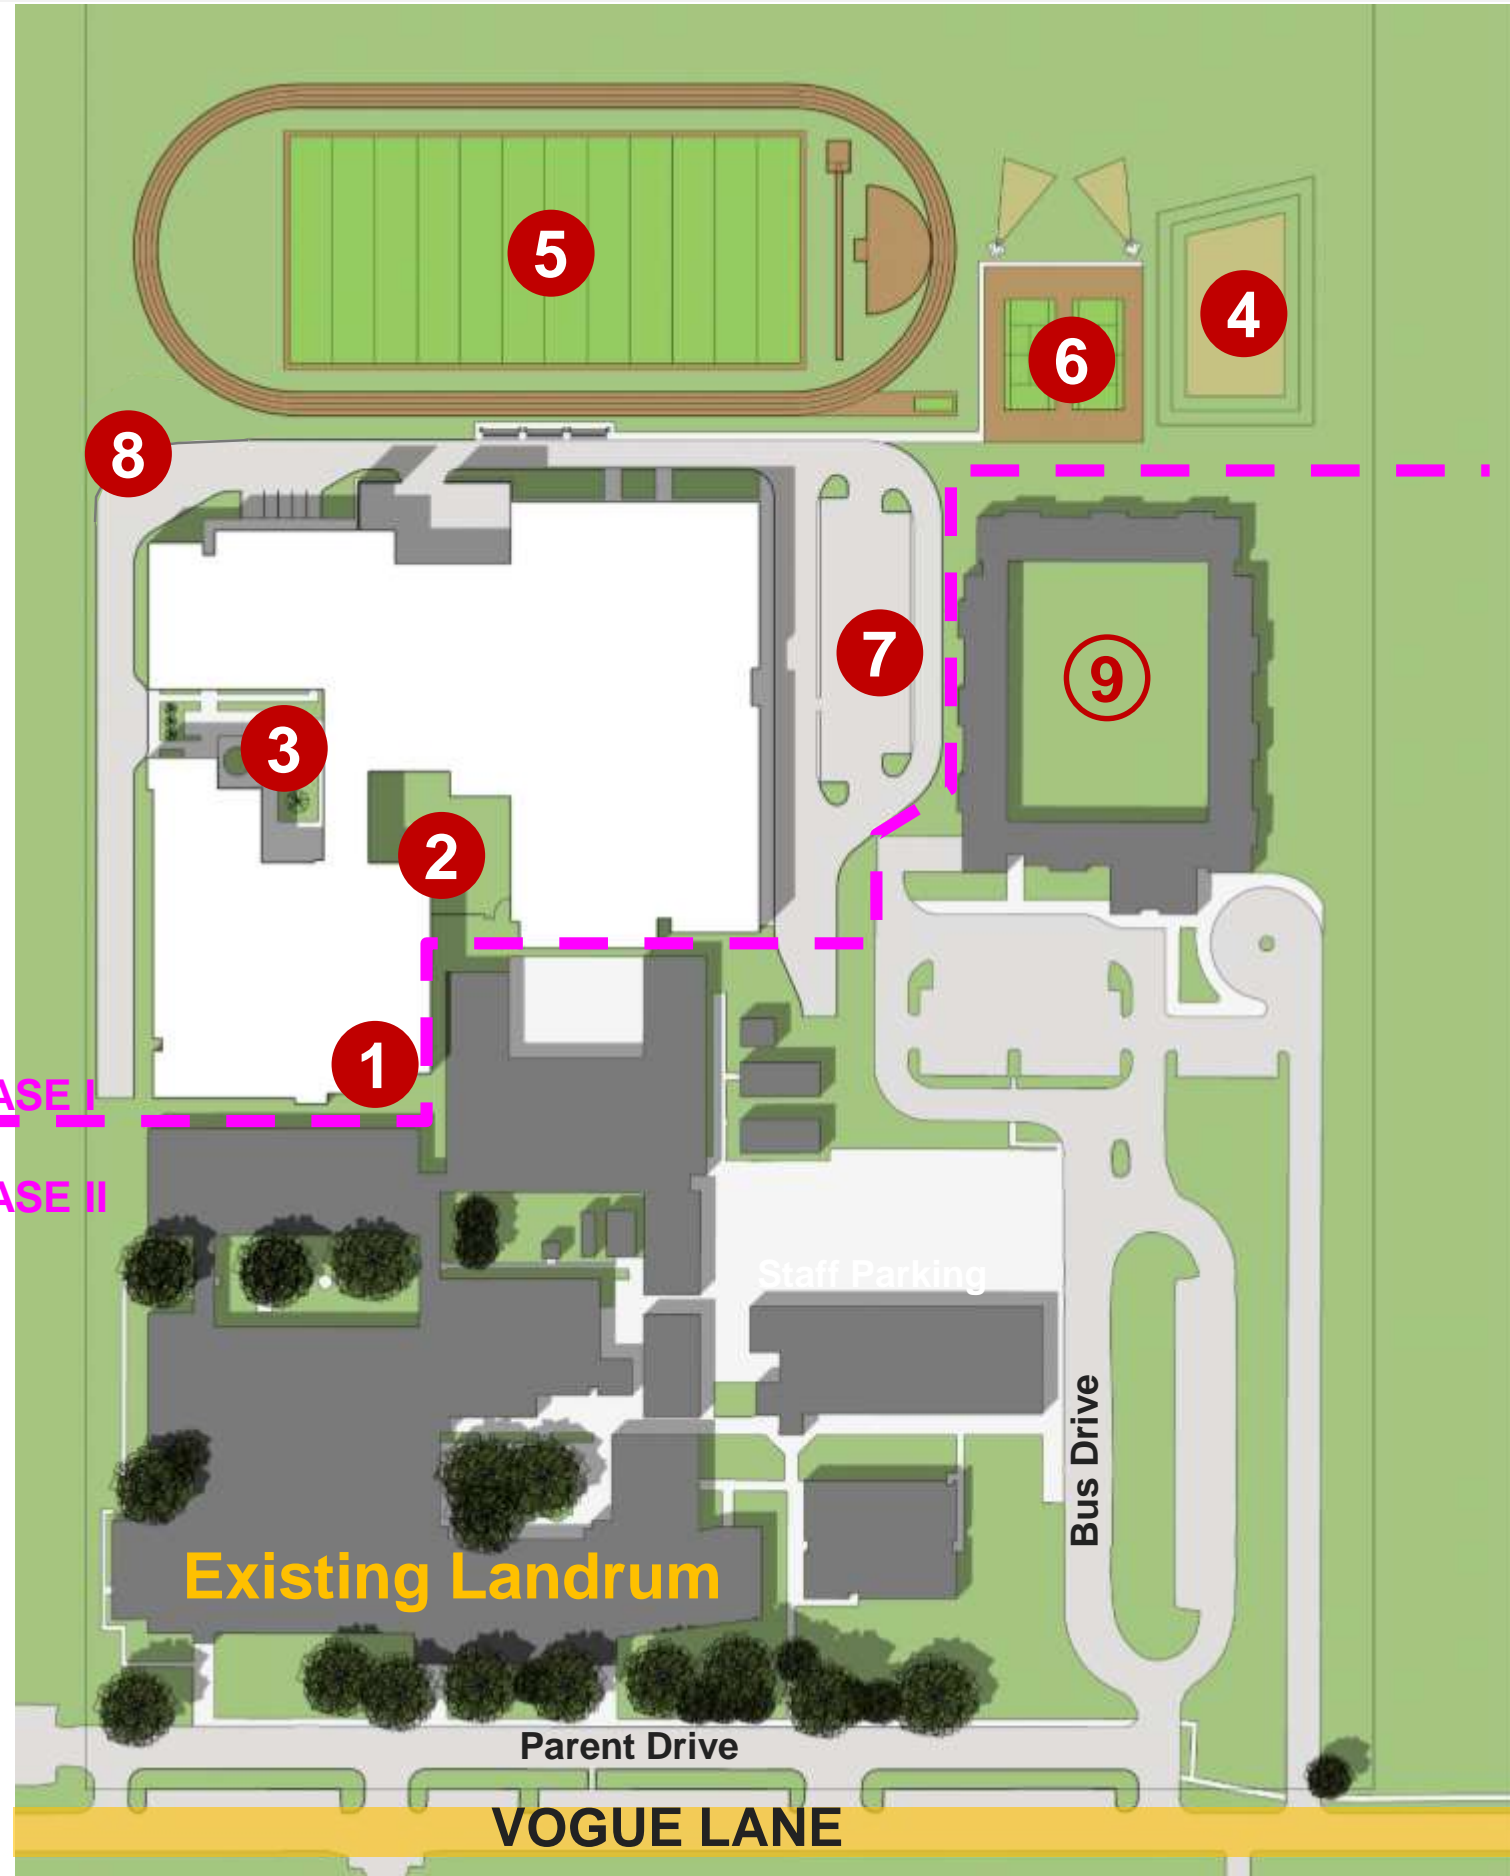 5
4
6
8
7
9
3
2
1
ASE I
ASE II
Staff Parking
Bus Drive
Existing Landrum
Parent Drive
VOGUE LANE